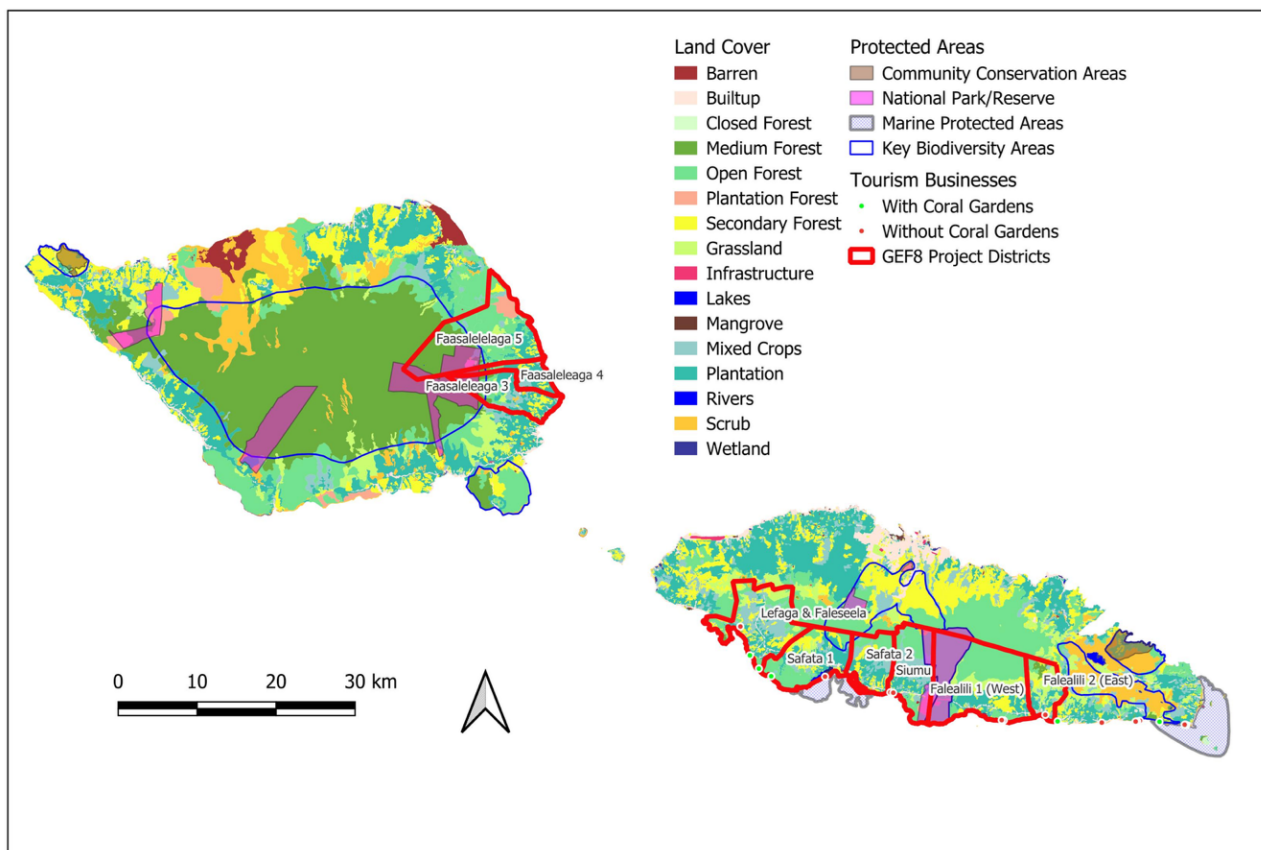 Land Cover
Barren
Builtup
Closed Forest
Medium Forest
Open Forest
Plantation Forest
Secondary Forest
Grassland
Infrastructure
Lakes
Mangrove
Mixed Crops
Plantation
Rivers
Scrub
Wetland
Protected Areas
Community Conservation Areas
National Park/Reserve
Marine Protected Areas
Key Biodiversity Areas
Tourism Businesses
With Coral Gardens
Without Coral Gardens
GEF8 Project Districts
Faasalelelaga 5
Faasaleleaga 4
Faasaleleaga 3
Lefaga & Faleseela
Safata 1
Safata 2
Siumu
Falealili 1 (West)
Falealili 2 (East)
0 10 20 30 km